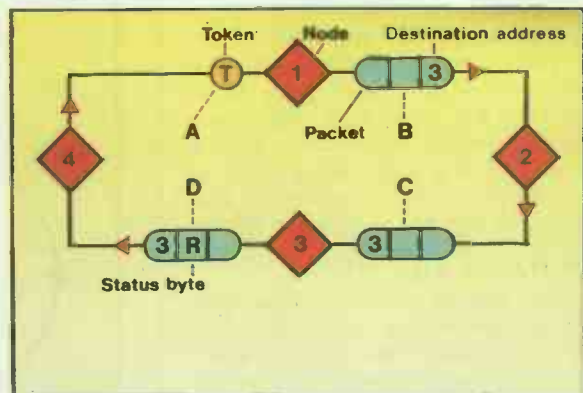 Token Node Destination address
T 1 3
A Packet B
4 2
D C
3 R 3 3
Status byte